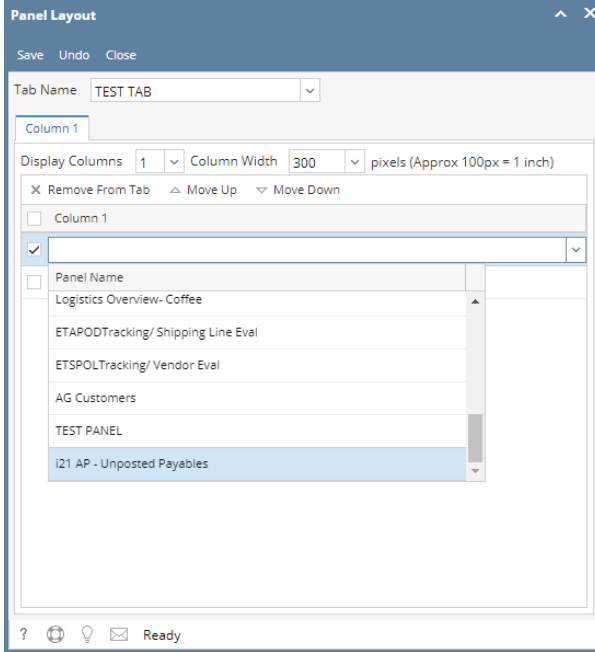 Panel Layout
Save Undo Close
Tab Name TEST TAB
Column 1
Display Columns 1 Column Width 300 pixels (Approx 100px = 1 inch)
Remove From Tab Move Up Move Down
Column 1
Panel Name
Logistics Overview- Coffee
ETAPODTracking/ Shipping Line Eval
ETSPOLTracking/ Vendor Eval
AG Customers
TEST PANEL
i21 AP - Unposted Payables
? Ready